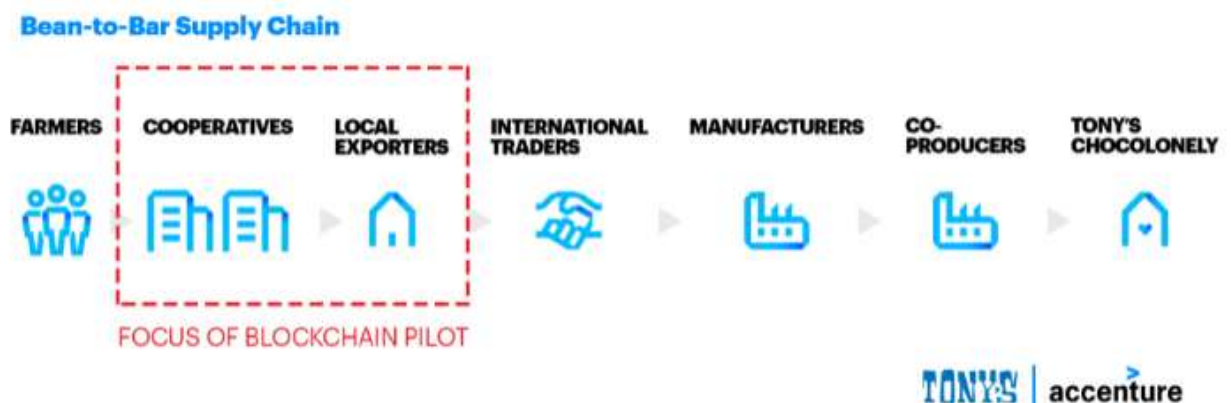 Bean-to-Bar Supply Chain
FARMERS
COOPERATIVES
LOCAL
EXPORTERS
INTERNATIONAL
TRADERS
MANUFACTURERS
CO-
PRODUCERS
TONY'S
CHOCOLONELY
FOCUS OF BLOCKCHAIN PILOT
TONY'S
accenture